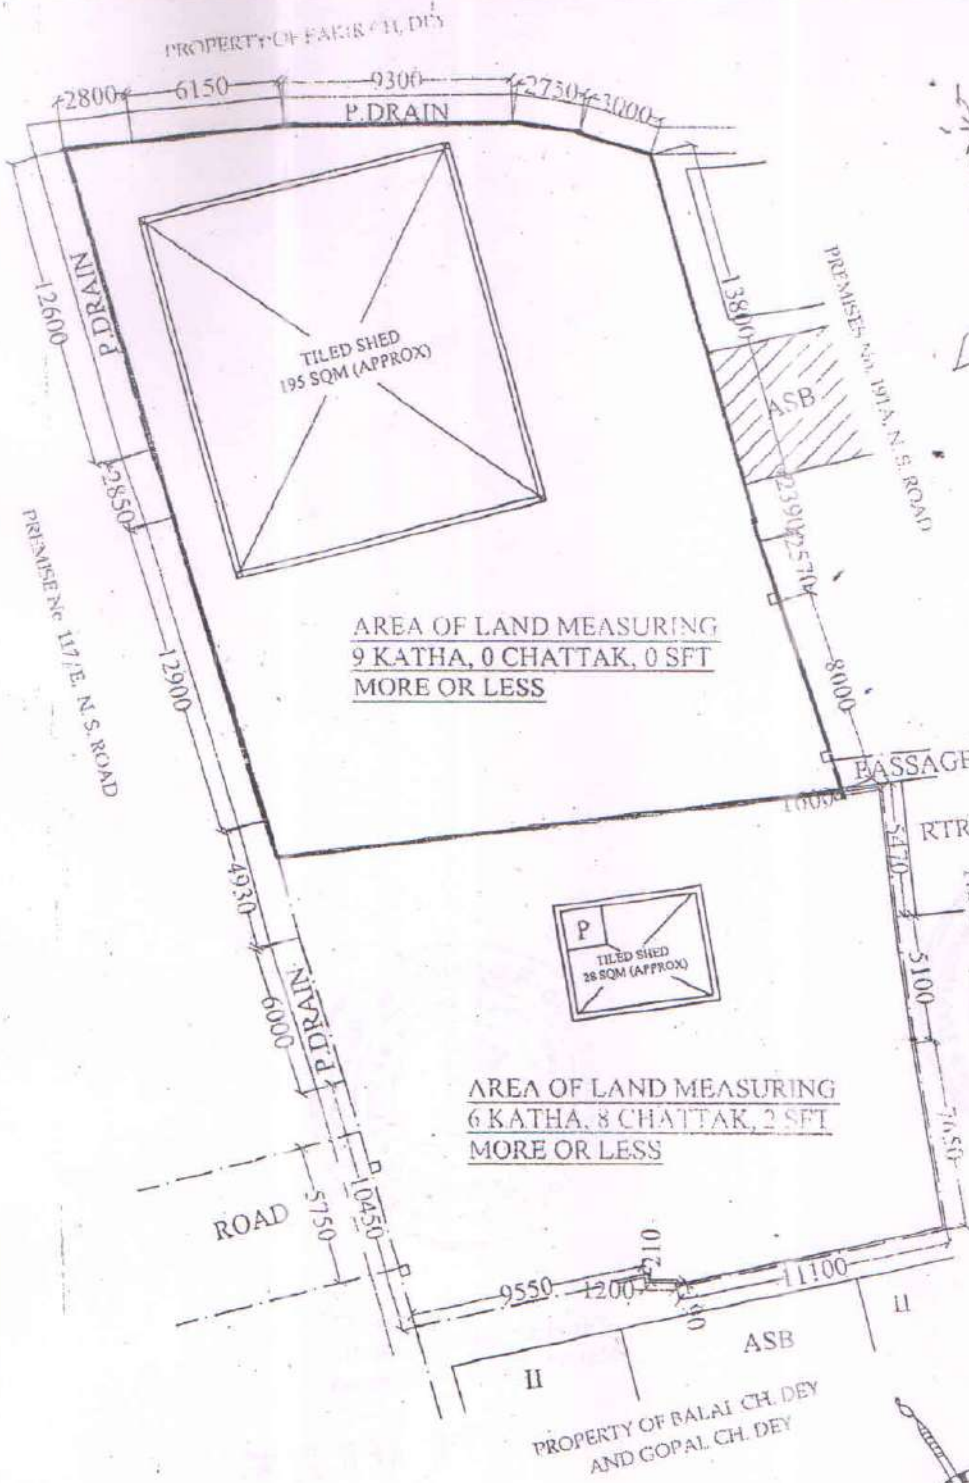 PROPERTY OF FAKIR CH, DEY
2800
6150
9300
2750
3000
P.DRAIN
P.DRAIN
12600
2850
12900
4930
6000
P.DRAIN
TILED SHED
195 SQM (APPROX)
13800
ASB
PREMISES No. 191A, N. S. ROAD
2390
2570
8000
PREMISE No 117/E, N. S. ROAD
AREA OF LAND MEASURING
9 KATHA, 0 CHATTAK, 0 SFT
MORE OR LESS
PASSAGE
1000
RTR
5470
5100
7650
P
TILED SHED
28 SQM (APPROX)
AREA OF LAND MEASURING
6 KATHA, 8 CHATTAK, 2 SFT
MORE OR LESS
ROAD
5750
10450
9550
1200
210
11100
II
ASB
II
PROPERTY OF BALAI CH. DEY
AND GOPAL CH. DEY